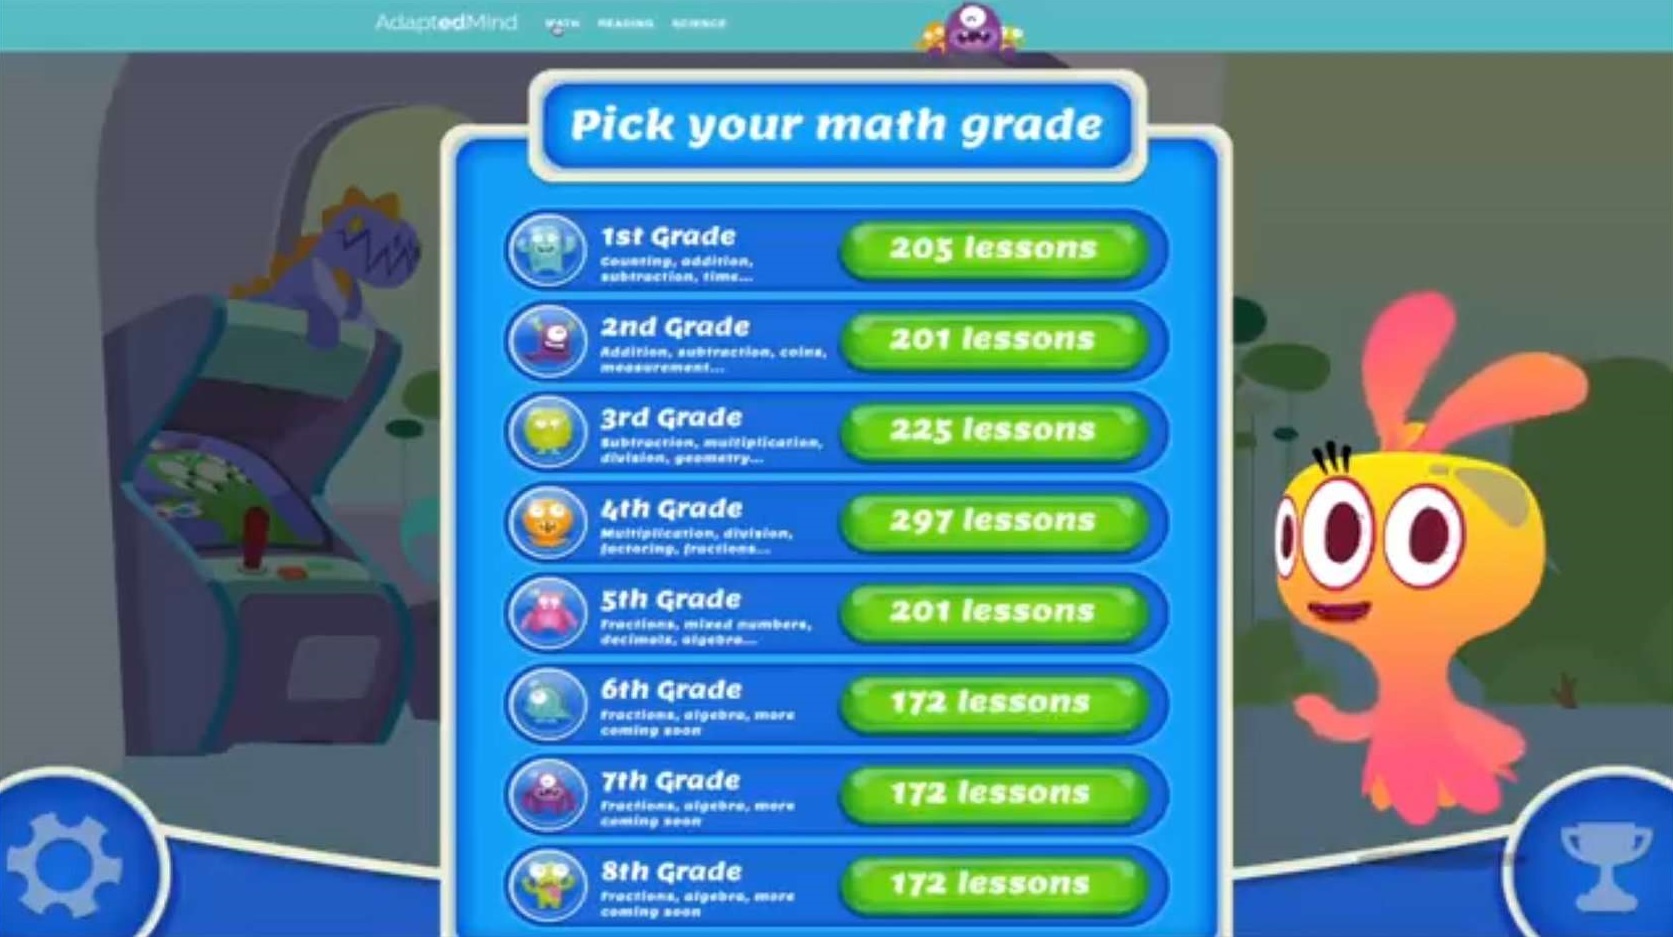 AdaptedMind MATH READING SCIENCE
Pick your math grade
1st Grade
Counting, addition,
subtraction, time...
205 lessons
2nd Grade
Addition, subtraction, coins,
measurement...
201 lessons
3rd Grade
Subtraction, multiplication,
division, geometry...
225 lessons
4th Grade
Multiplication, division,
factoring, fractions...
297 lessons
5th Grade
Fractions, mixed numbers,
decimals, algebra...
201 lessons
6th Grade
Fractions, algebra, more
coming soon
172 lessons
7th Grade
Fractions, algebra, more
coming soon
172 lessons
8th Grade
Fractions, algebra, more
coming soon
172 lessons